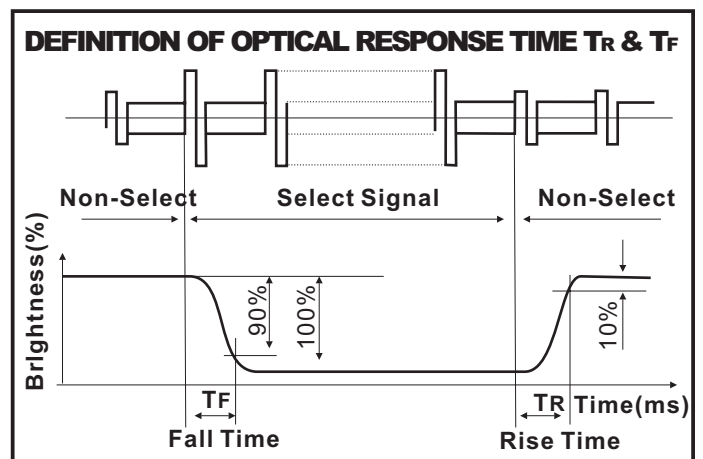 DEFINITION OF OPTICAL RESPONSE TIME TR & TF
Non-Select Select Signal Non-Select
Brightness(%)
90%
100%
10%
TF TR Time(ms)
Fall Time Rise Time